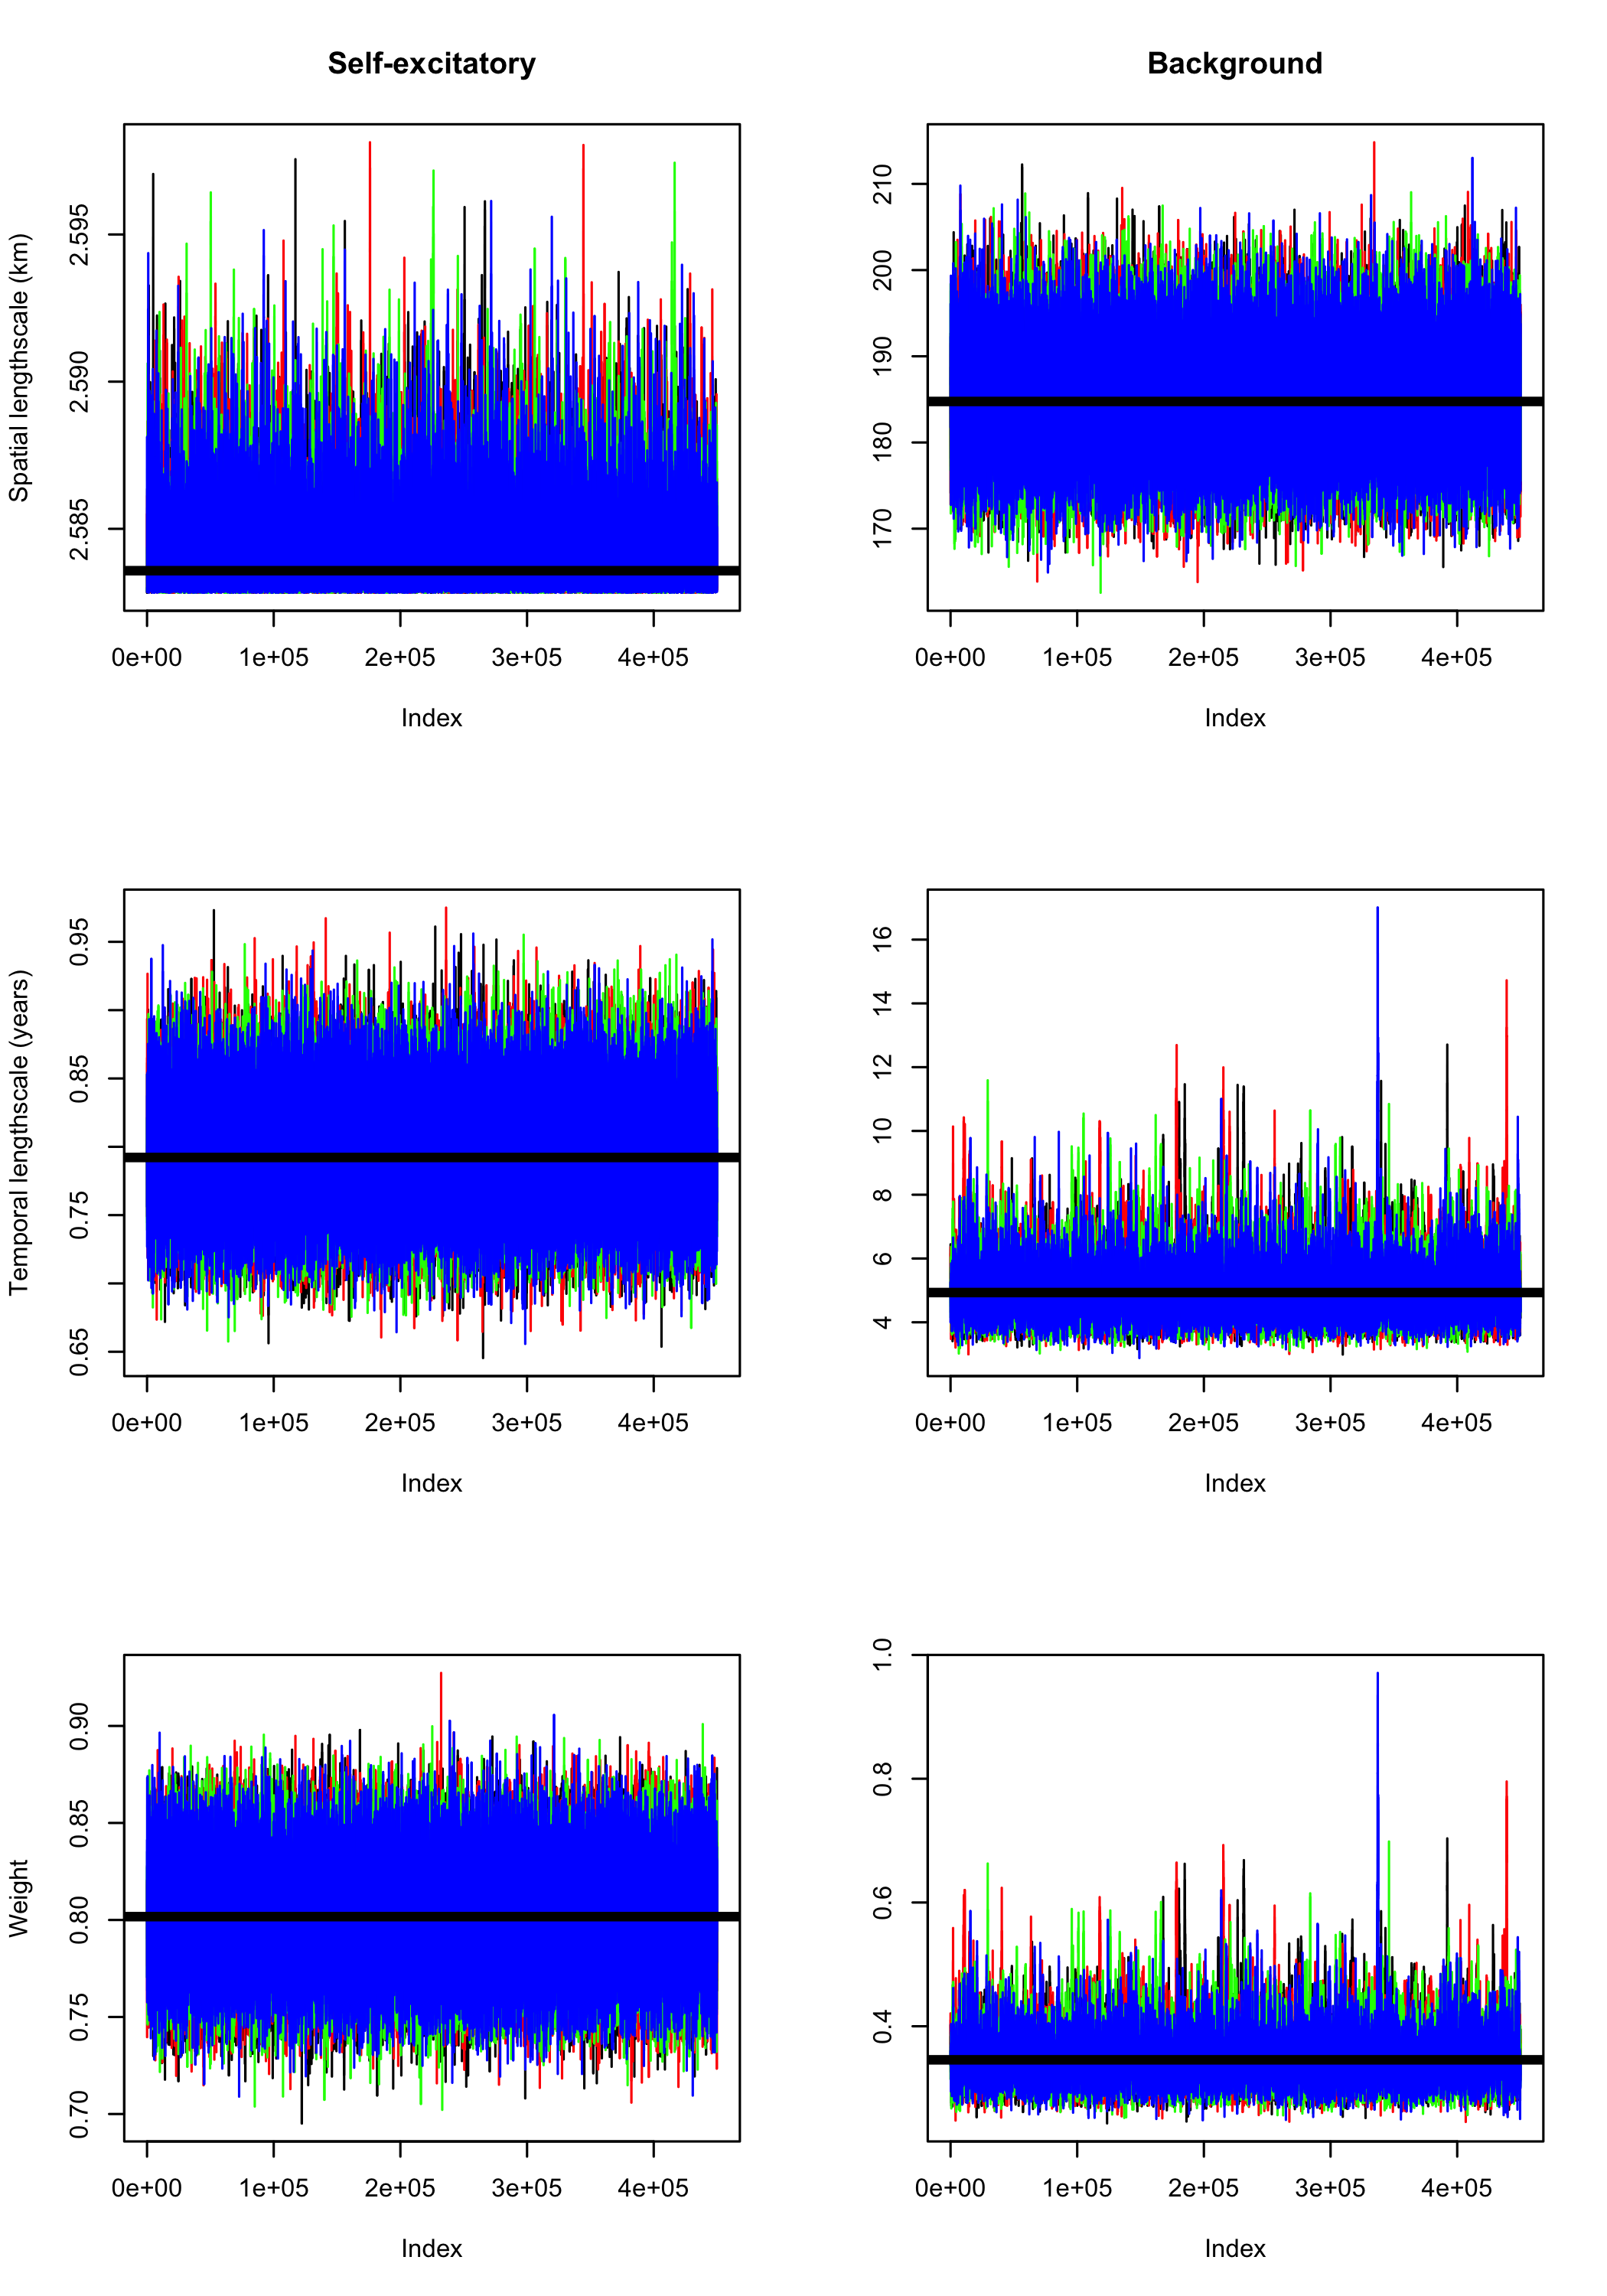 Self-excitatory
Background
Spatial lengthscale (km)
2.595
2.590
2.585
0e+00 1e+05 2e+05 3e+05 4e+05
Index
210
200
190
180
170
0e+00 1e+05 2e+05 3e+05 4e+05
Index
Temporal lengthscale (years)
0.95
0.85
0.75
0.65
0e+00 1e+05 2e+05 3e+05 4e+05
Index
16
14
12
10
8
6
4
0e+00 1e+05 2e+05 3e+05 4e+05
Index
Weight
0.90
0.85
0.80
0.75
0.70
0e+00 1e+05 2e+05 3e+05 4e+05
Index
1.0
0.8
0.6
0.4
0e+00 1e+05 2e+05 3e+05 4e+05
Index